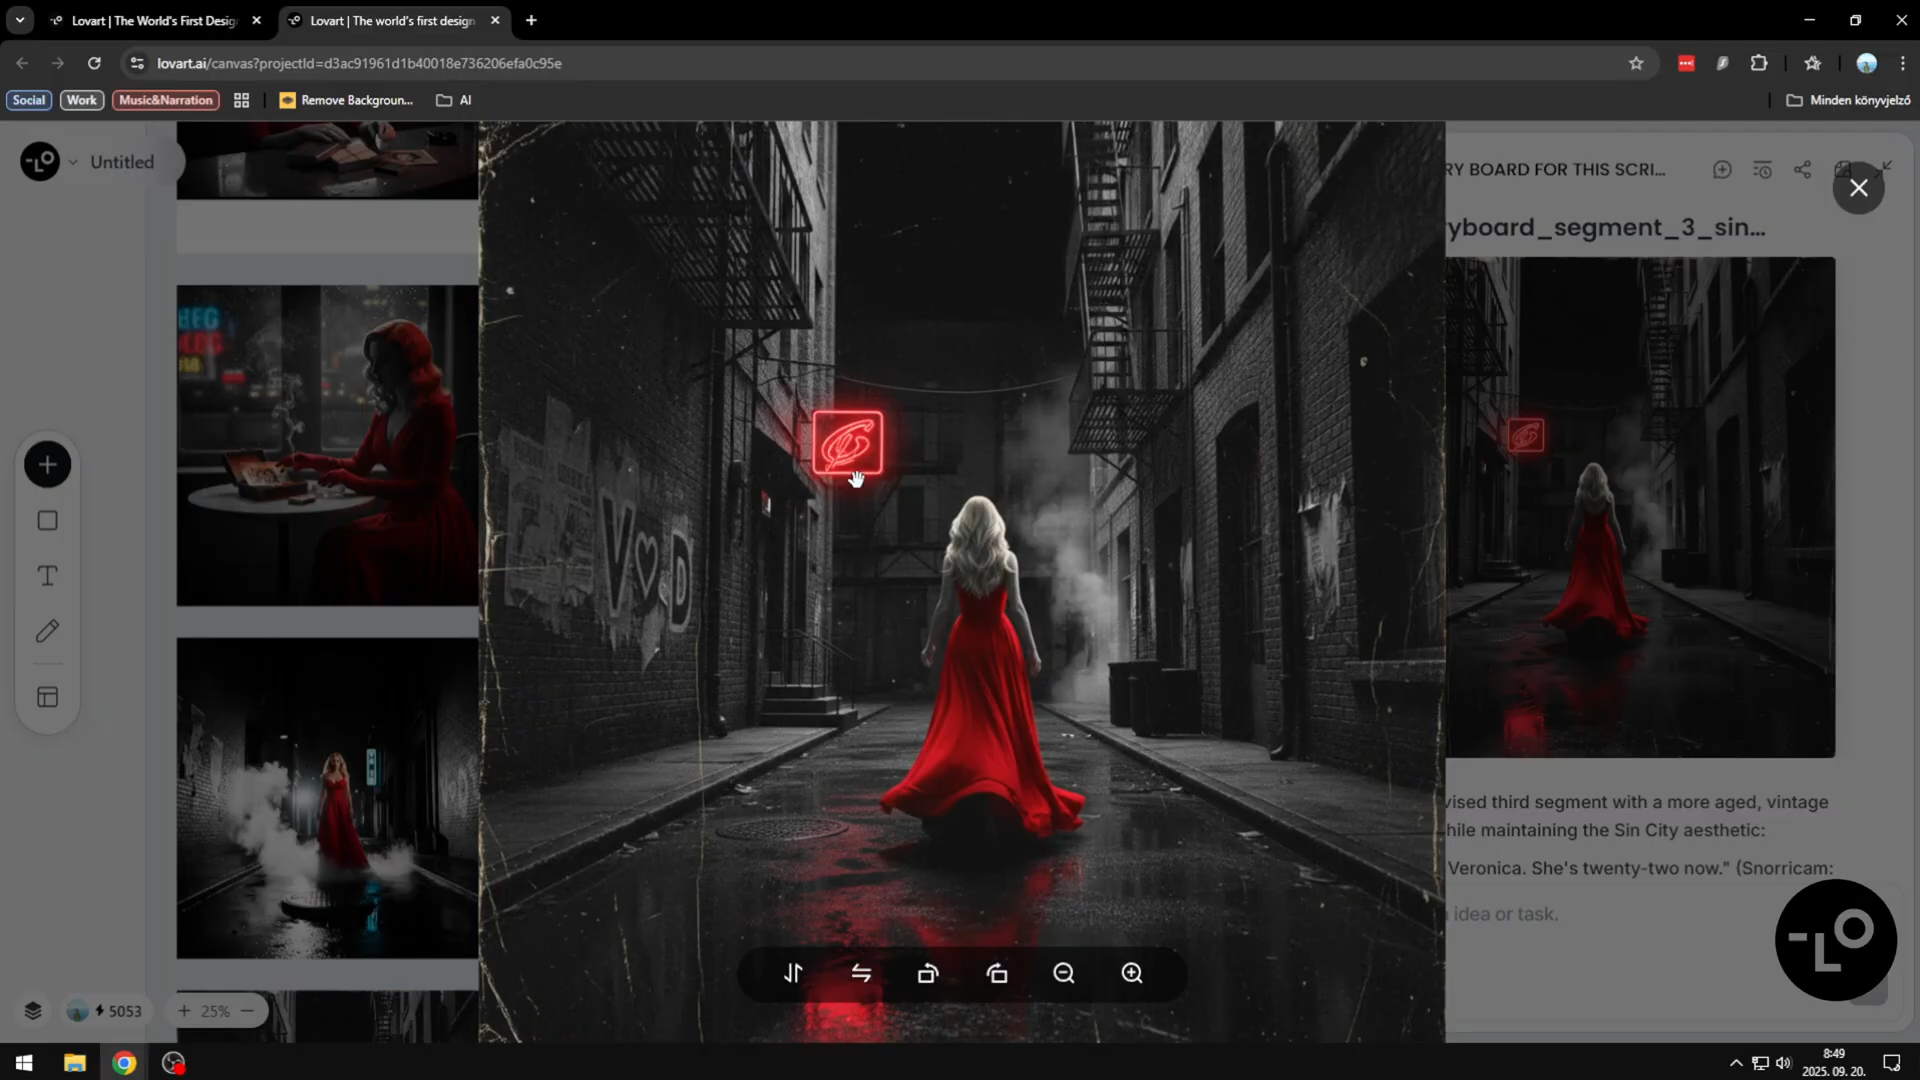 Lovart | The World's First Desig
Lovart | The world's first design
lovart.ai/canvas?projectId=d3ac91961d1b40018e736206efa0c95e
Social
Work
Music&Narration
Remove Backgroun...
AI
Minden könyvjelző
Untitled
RY BOARD FOR THIS SCRI...
yboard_segment_3_sin...
V D
vised third segment with a more aged, vintage
hile maintaining the Sin City aesthetic:
Veronica. She's twenty-two now." (Snorricam:
idea or task.
5053
25%
8:49
2025. 09. 20.